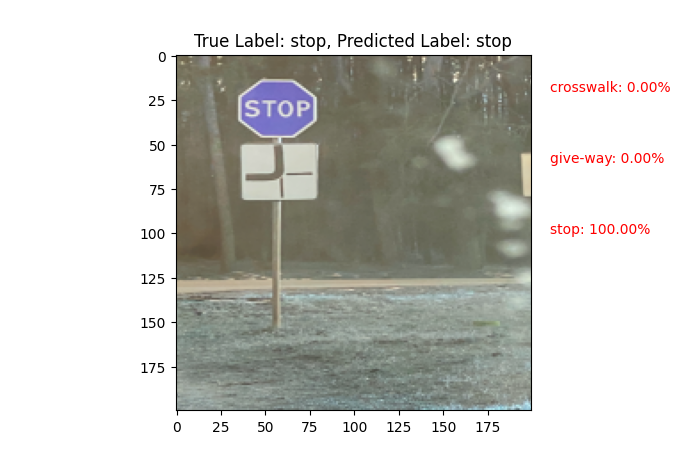 True Label: stop, Predicted Label: stop
0
25
50
75
100
125
150
175
0 25 50 75 100 125 150 175
STOP
crosswalk: 0.00%
give-way: 0.00%
stop: 100.00%